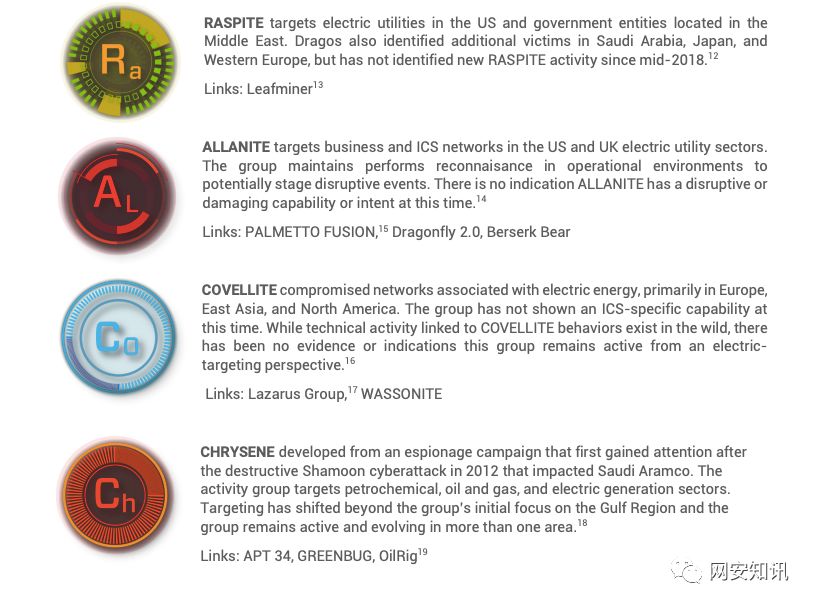 Ra
RASPITE targets electric utilities in the US and government entities located in the
Middle East. Dragos also identified additional victims in Saudi Arabia, Japan, and
Western Europe, but has not identified new RASPITE activity since mid-2018.12
Links: Leafminer13
AL
ALLANITE targets business and ICS networks in the US and UK electric utility sectors.
The group maintains performs reconnaisance in operational environments to
potentially stage disruptive events. There is no indication ALLANITE has a disruptive or
damaging capability or intent at this time.14
Links: PALMETTO FUSION,15 Dragonfly 2.0, Berserk Bear
Co
COVELLITE compromised networks associated with electric energy, primarily in Europe,
East Asia, and North America. The group has not shown an ICS-specific capability at
this time. While technical activity linked to COVELLITE behaviors exist in the wild, there
has been no evidence or indications this group remains active from an electric-
targeting perspective.16
Links: Lazarus Group,17 WASSONITE
Ch
CHRYSENE developed from an espionage campaign that first gained attention after
the destructive Shamoon cyberattack in 2012 that impacted Saudi Aramco. The
activity group targets petrochemical, oil and gas, and electric generation sectors.
Targeting has shifted beyond the group's initial focus on the Gulf Region and the
group remains active and evolving in more than one area.18
Links: APT 34, GREENBUG, OilRig19
网安知讯